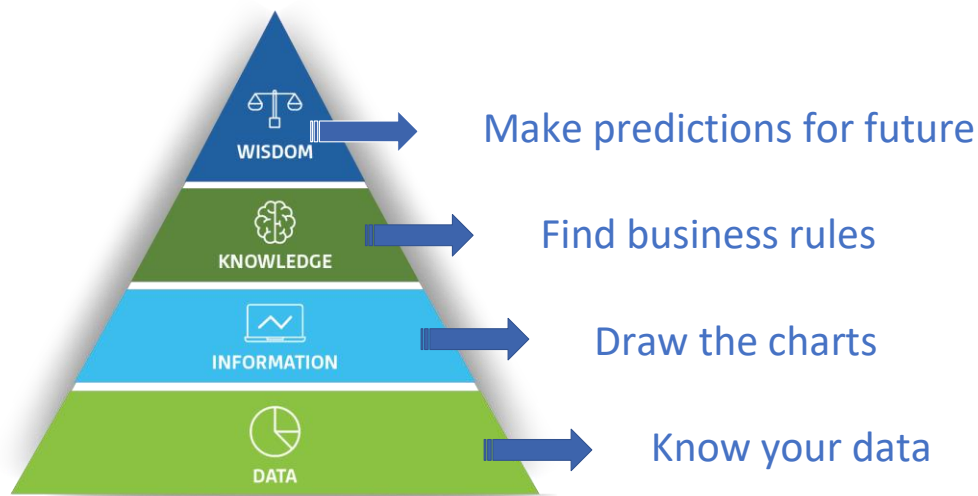 WISDOM
Make predictions for future
KNOWLEDGE
Find business rules
INFORMATION
Draw the charts
DATA
Know your data